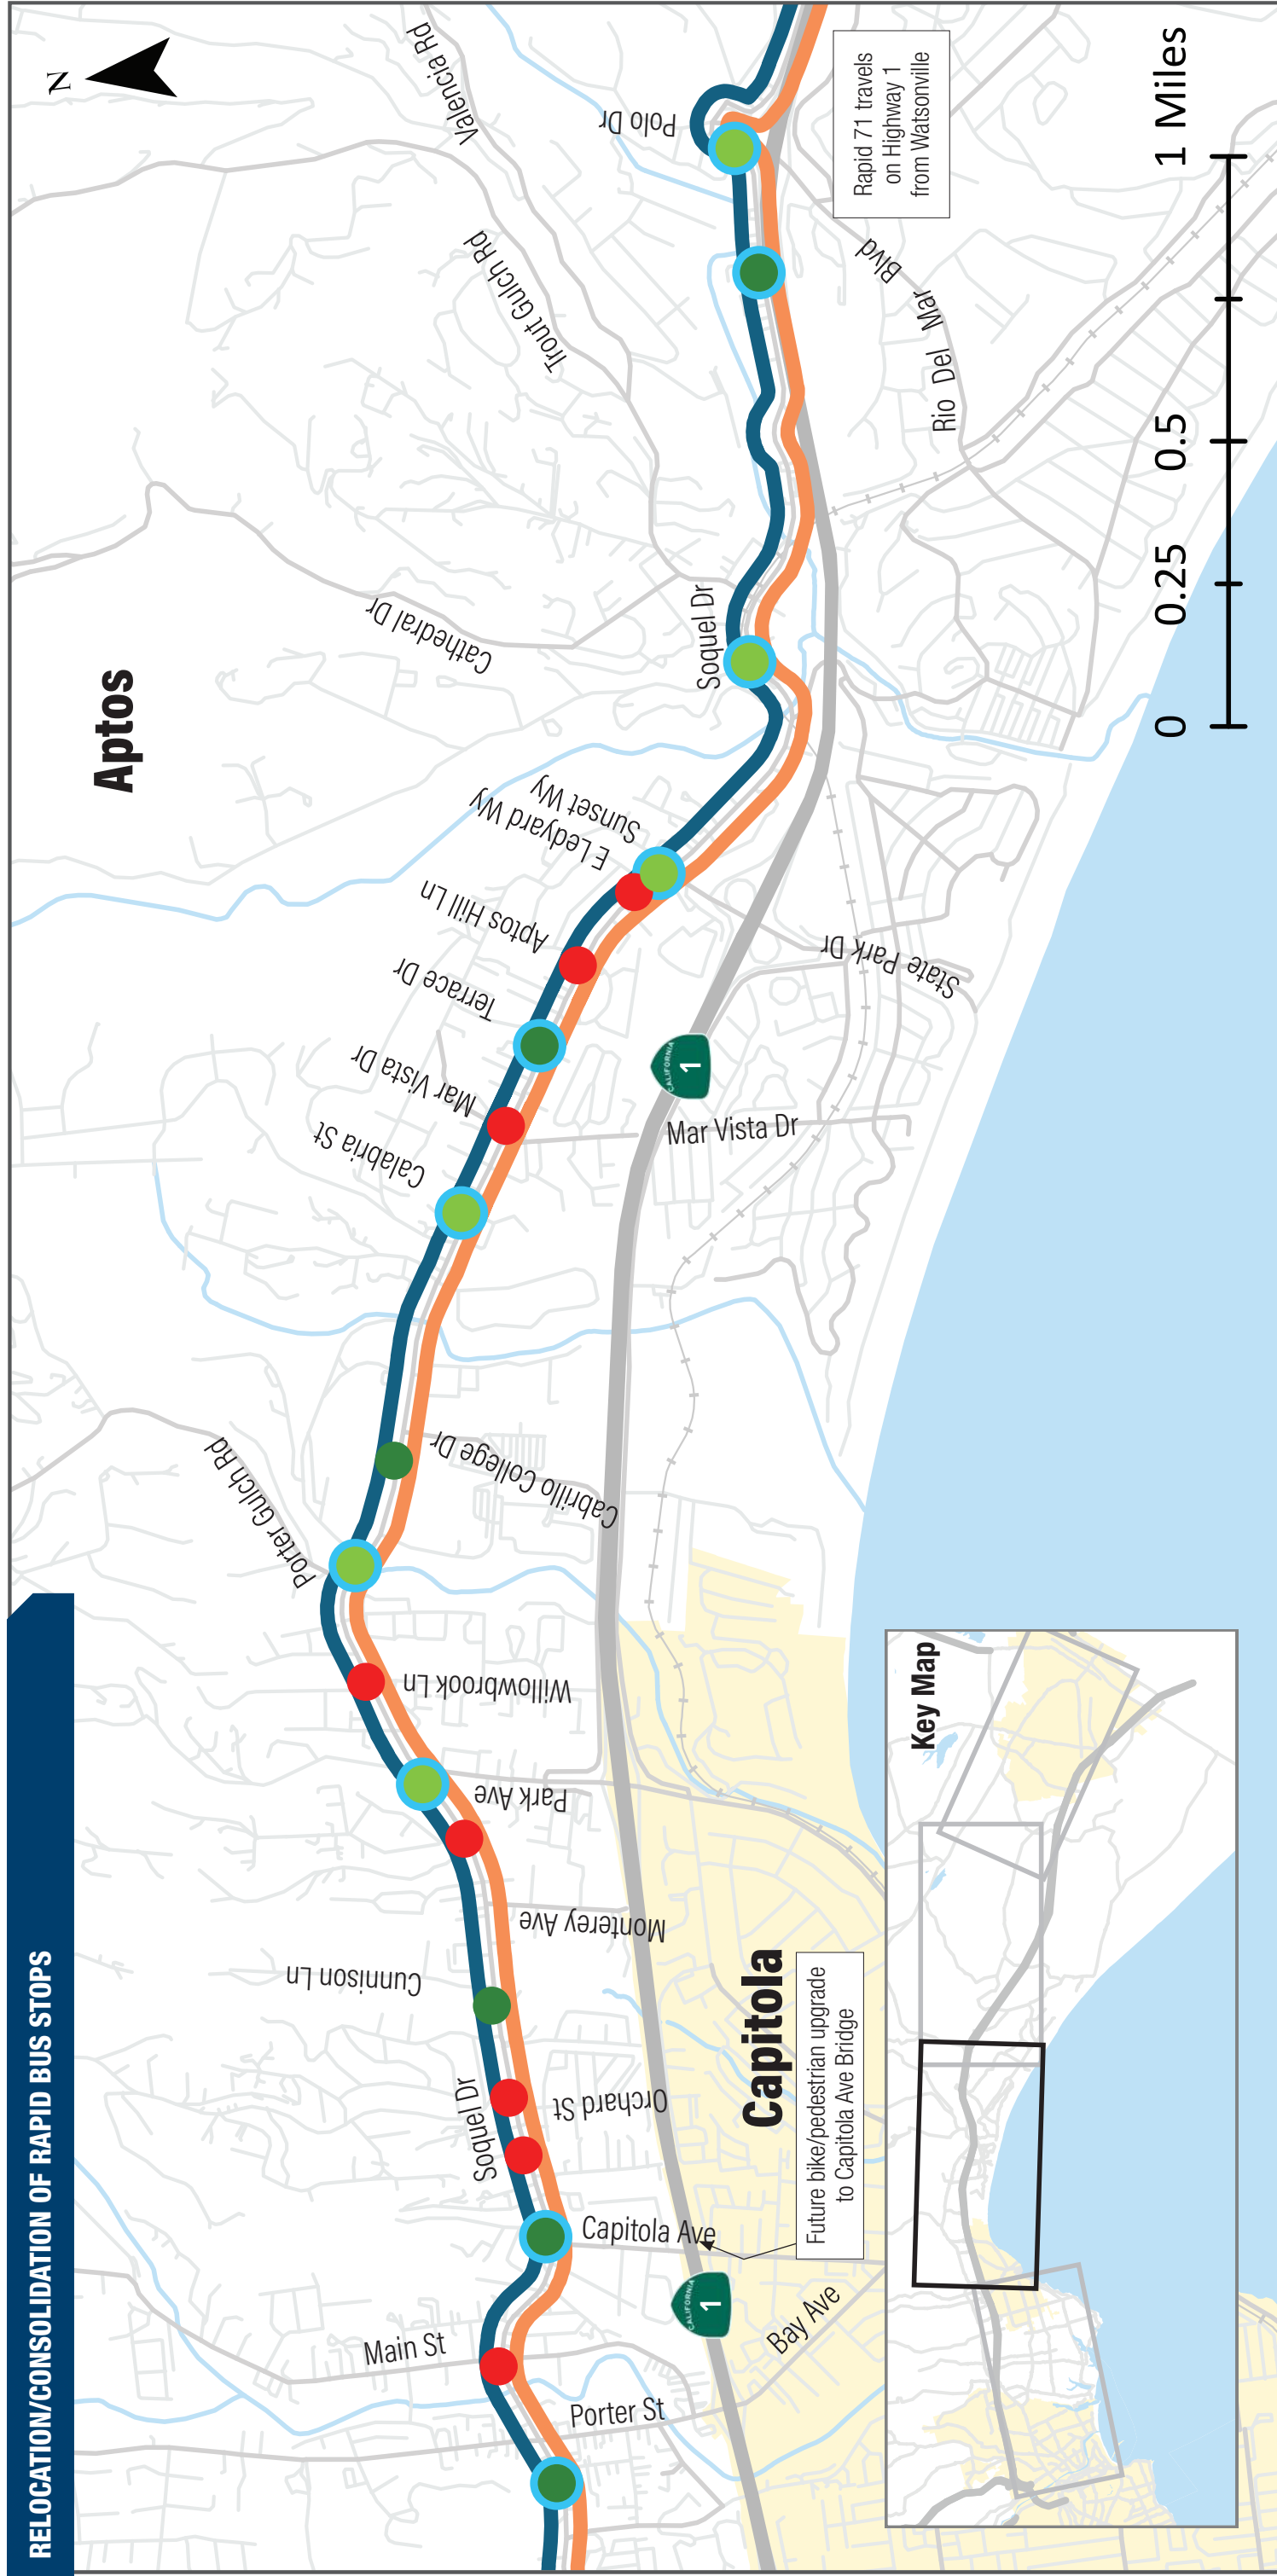 RELOCATION/CONSOLIDATION OF RAPID BUS STOPS
N
Aptos
Valencia Rd
Trout Gulch Rd
Cathedral Dr
Polo Dr
Soquel Dr
Sunset Wy
E Ledyard Wy
Aptos Hill Ln
Terrace Dr
Mar Vista Dr
Calabria St
Porter Gulch Rd
Cabrillo College Dr
Willowbrook Ln
Park Ave
Monterey Ave
Cunnison Ln
Soquel Dr
Orchard St
Capitola Ave
Main St
Porter St
Bay Ave
CALIFORNIA
1
CALIFORNIA
1
Mar Vista Dr
State Park Dr
Rio Del Mar Blvd
Rapid 71 travels
on Highway 1
from Watsonville
Capitola
Future bike/pedestrian upgrade
to Capitola Ave Bridge
Key Map
0 0.25 0.5 1 Miles